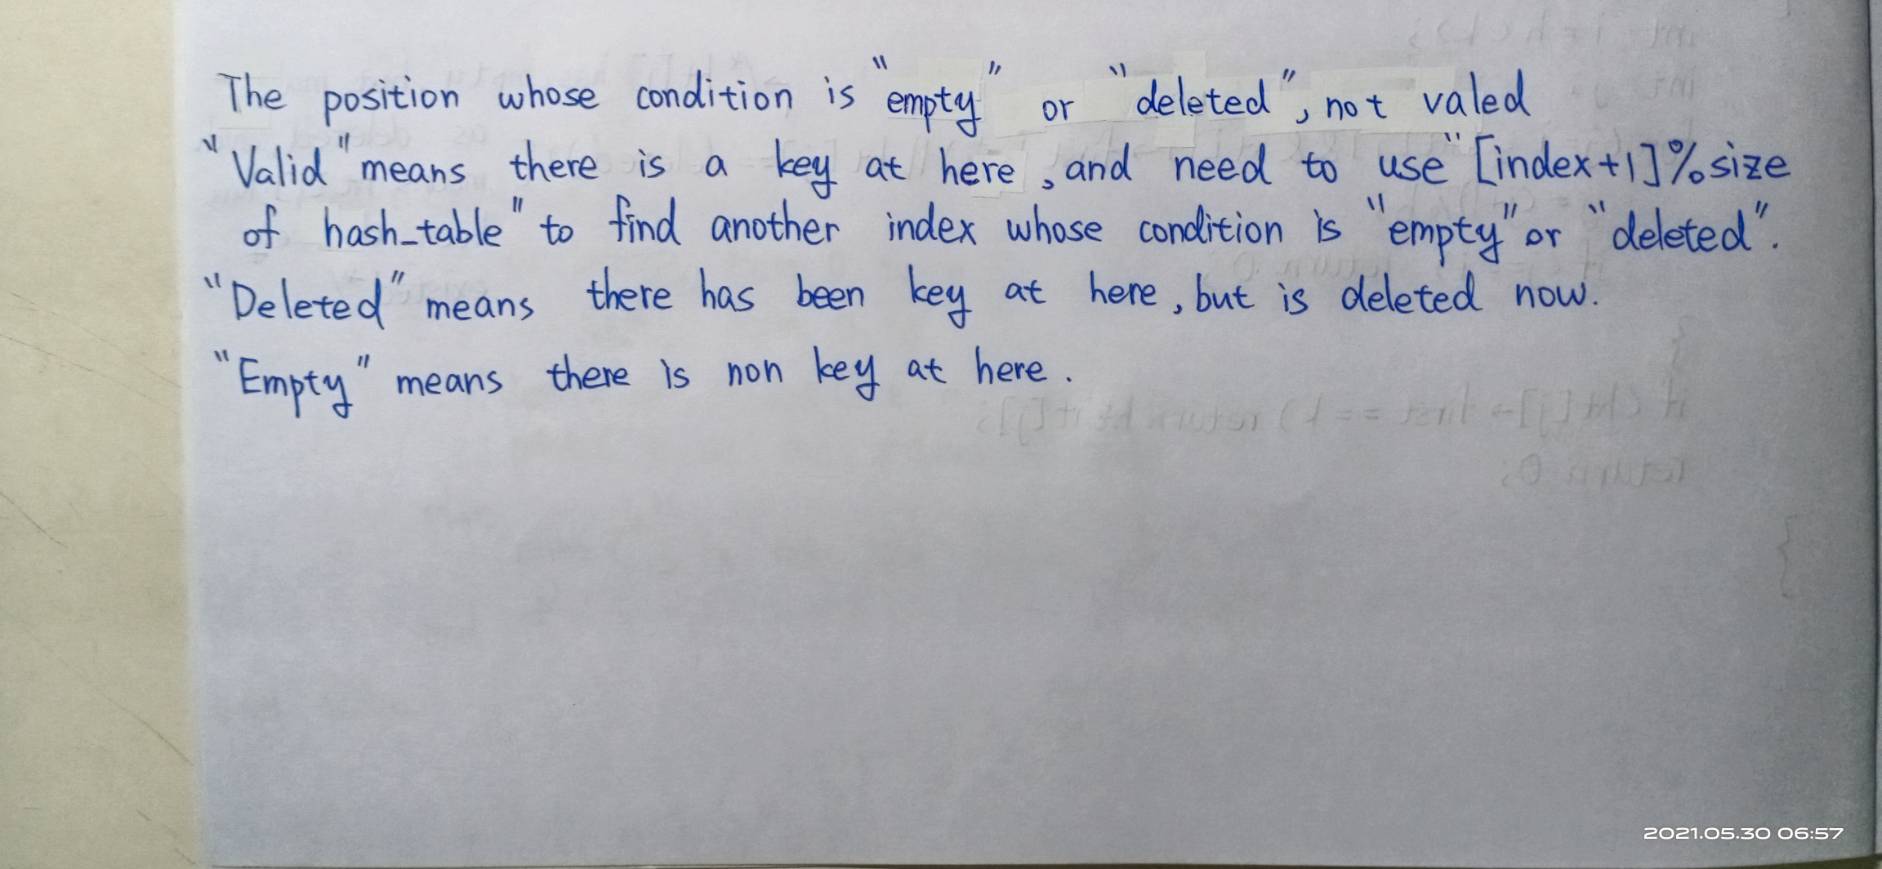 The position whose condition is "empty" or "deleted", not valed
"Valid" means there is a key at here, and need to use "[index+1]%size
of hash_table" to find another index whose condition is "empty" or "deleted".
"Deleted" means there has been key at here, but is deleted now.
"Empty" means there is non key at here.
2021.05.30 06:57